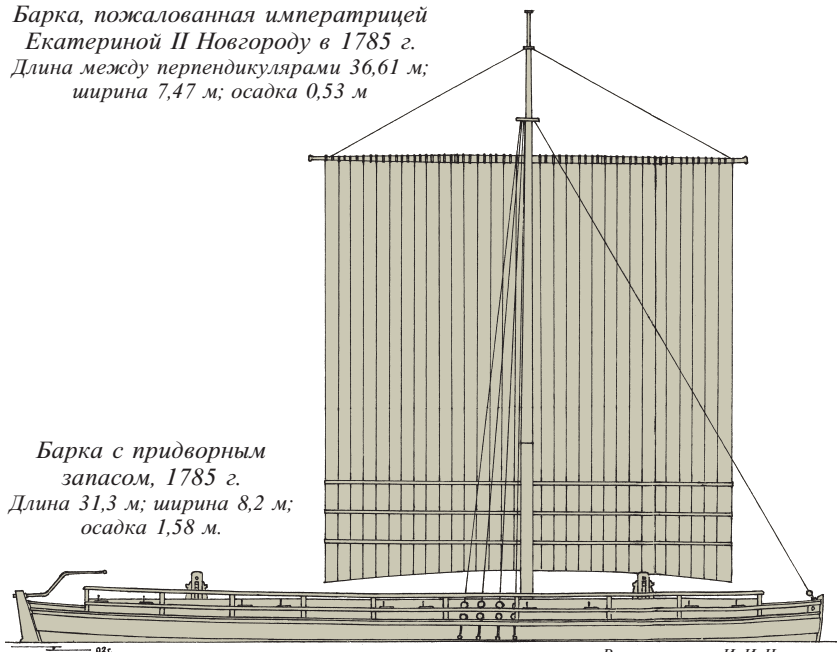 Барка, пожалованная императрицей
Екатериной II Новгороду в 1785 г.
Длина между перпендикулярами 36,61 м;
ширина 7,47 м; осадка 0,53 м
Барка с придворным
запасом, 1785 г.
Длина 31,3 м; ширина 8,2 м;
осадка 1,58 м.